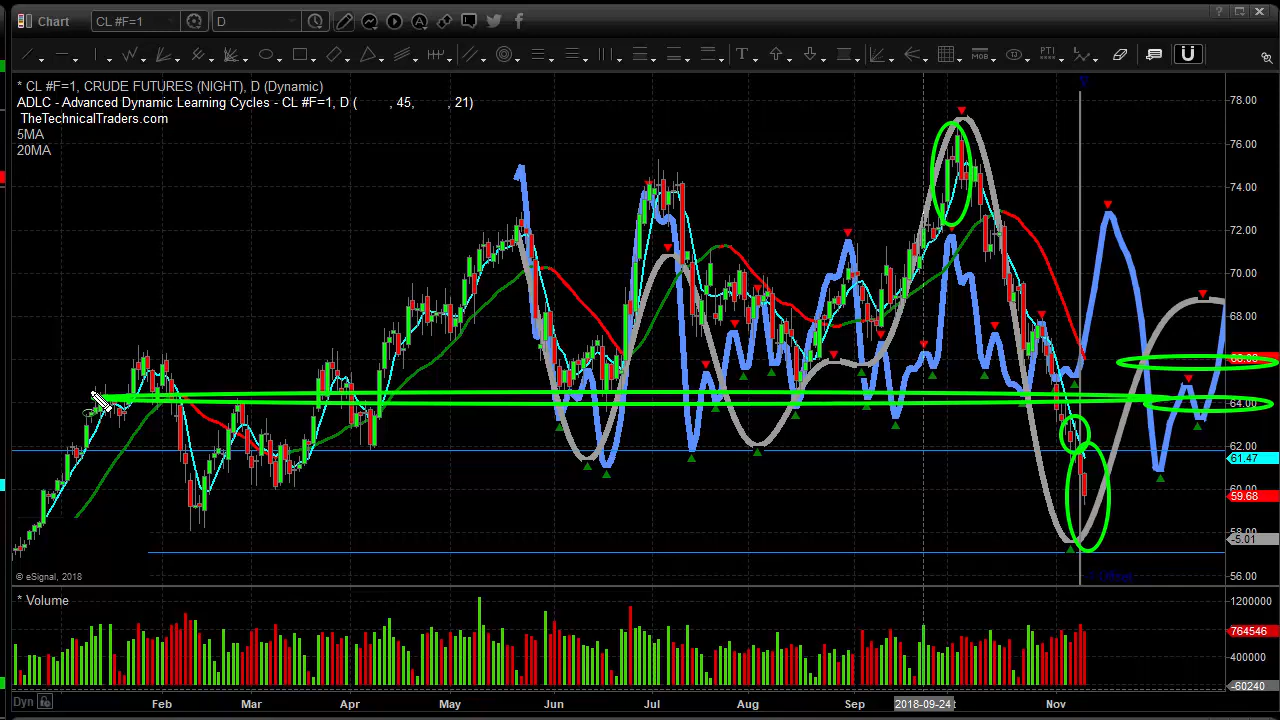 Chart
CL #F=1
D
T
A
MOB
PTI
* CL #F=1, CRUDE FUTURES (NIGHT), D (Dynamic)
ADLC - Advanced Dynamic Learning Cycles - CL #F=1, D ( , 45, , 21)
TheTechnicalTraders.com
5MA
20MA
78.00
76.00
74.00
72.00
70.00
68.00
64.00
62.00
61.47
60.00
59.68
58.00
-5.01
56.00
© eSignal, 2018
* Volume
1200000
764546
400000
-60240
Dyn
Feb
Mar
Apr
May
Jun
Jul
Aug
Sep
2018-09-24
Nov